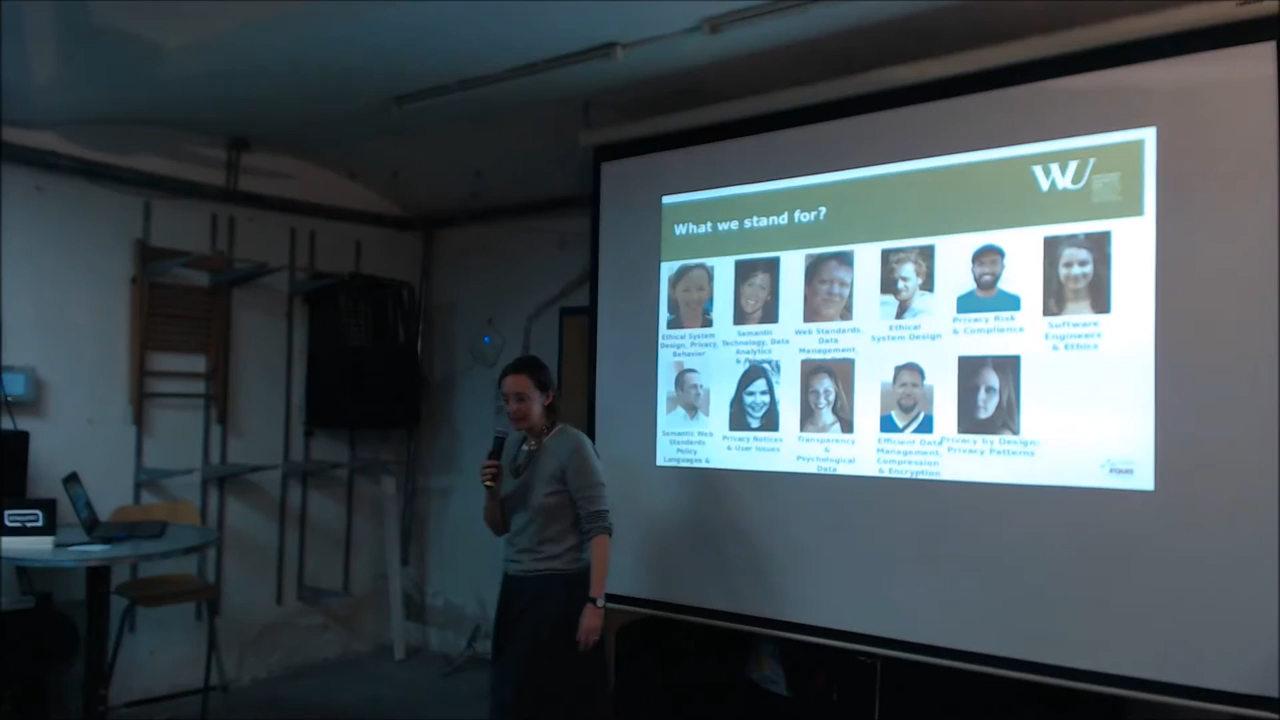 WU
What we stand for?
Ethical System
Design, Privacy,
Behavior
Semantic
Technology, Data
Analytics
& Privacy
Web Standards,
Data
Management,
Ethical
System Design
Privacy Risk
& Compliance
Software
Engineers
& Ethics
Semantic Web
Standards
Policy
Languages &
Privacy Notices
& User Issues
Transparency
&
Psychological
Data
Efficient Data
Management,
Compression
& Encryption
Privacy by Design:
Privacy Patterns